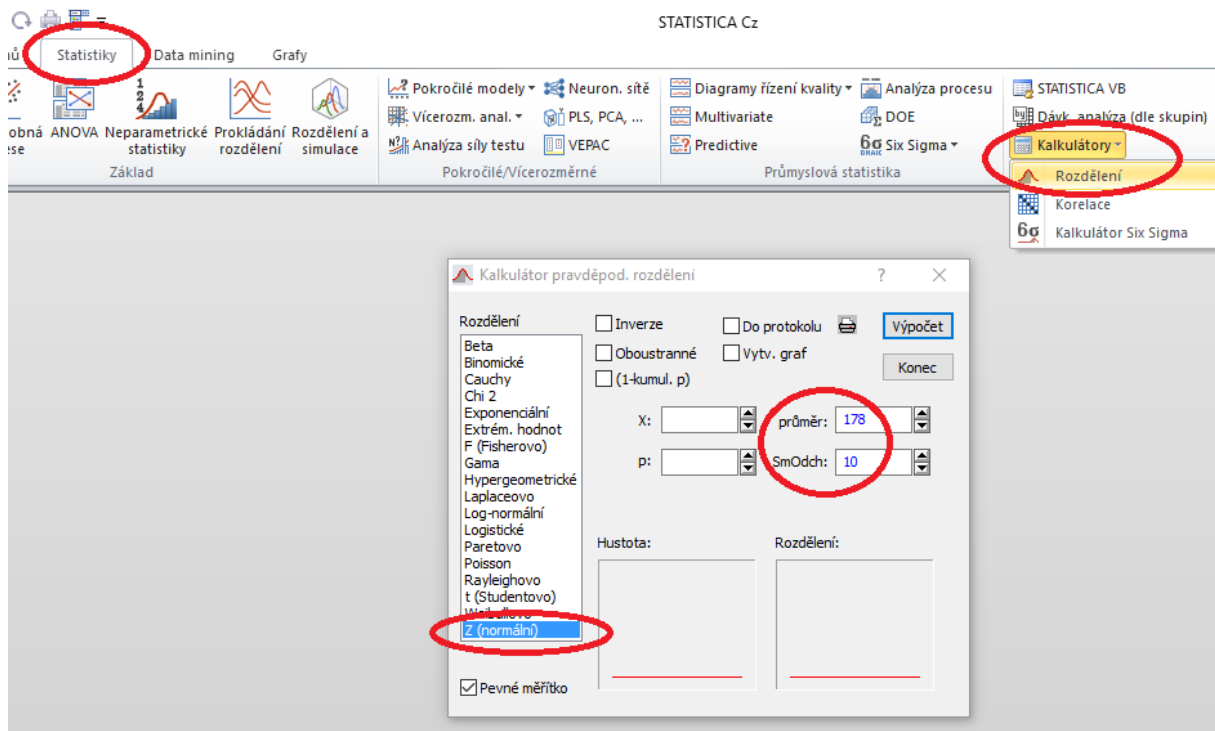 STATISTICA Cz
ů Statistiky Data mining Grafy
obná ANOVA Neparametrické Prokládání Rozdělení a
ese statistiky rozdělení simulace
Základ
Pokročilé modely Neuron. sítě
Vícerozm. anal. PLS, PCA, ...
Analýza síly testu VEPAC
Pokročilé/Vícerozměrné
Diagramy řízení kvality Analýza procesu
Multivariate DOE
Predictive Six Sigma
Průmyslová statistika
STATISTICA VB
Dávk. analýza (dle skupin)
Kalkulátory
Rozdělení
Korelace
Kalkulátor Six Sigma
Kalkulátor pravděpod. rozdělení ? ×
Rozdělení
Beta
Binomické
Cauchy
Chi 2
Exponenciální
Extrém. hodnot
F (Fisherovo)
Gama
Hypergeometrické
Laplaceovo
Log-normální
Logistické
Paretovo
Poisson
Rayleighovo
t (Studentovo)
Z (normální)
Pevné měřítko
Inverze
Oboustranné
(1-kumul. p)
Do protokolu
Vytv. graf
Výpočet
Konec
X: průměr: 178
p: SmOdch: 10
Hustota: Rozdělení: